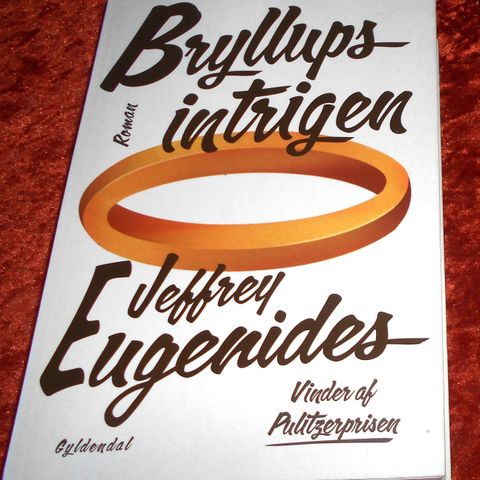 Bryllups
intrigen
Roman
Jeffrey
Eugenides
Vinder af
Pulitzerprisen
Gyldendal